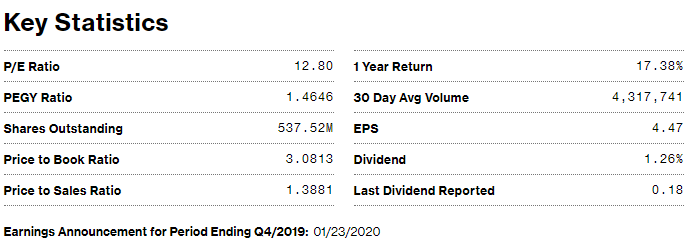 Key Statistics
P/E Ratio 12.80 1 Year Return 17.38%
PEGY Ratio 1.4646 30 Day Avg Volume 4,317,741
Shares Outstanding 537.52M EPS 4.47
Price to Book Ratio 3.0813 Dividend 1.26%
Price to Sales Ratio 1.3881 Last Dividend Reported 0.18
Earnings Announcement for Period Ending Q4/2019: 01/23/2020